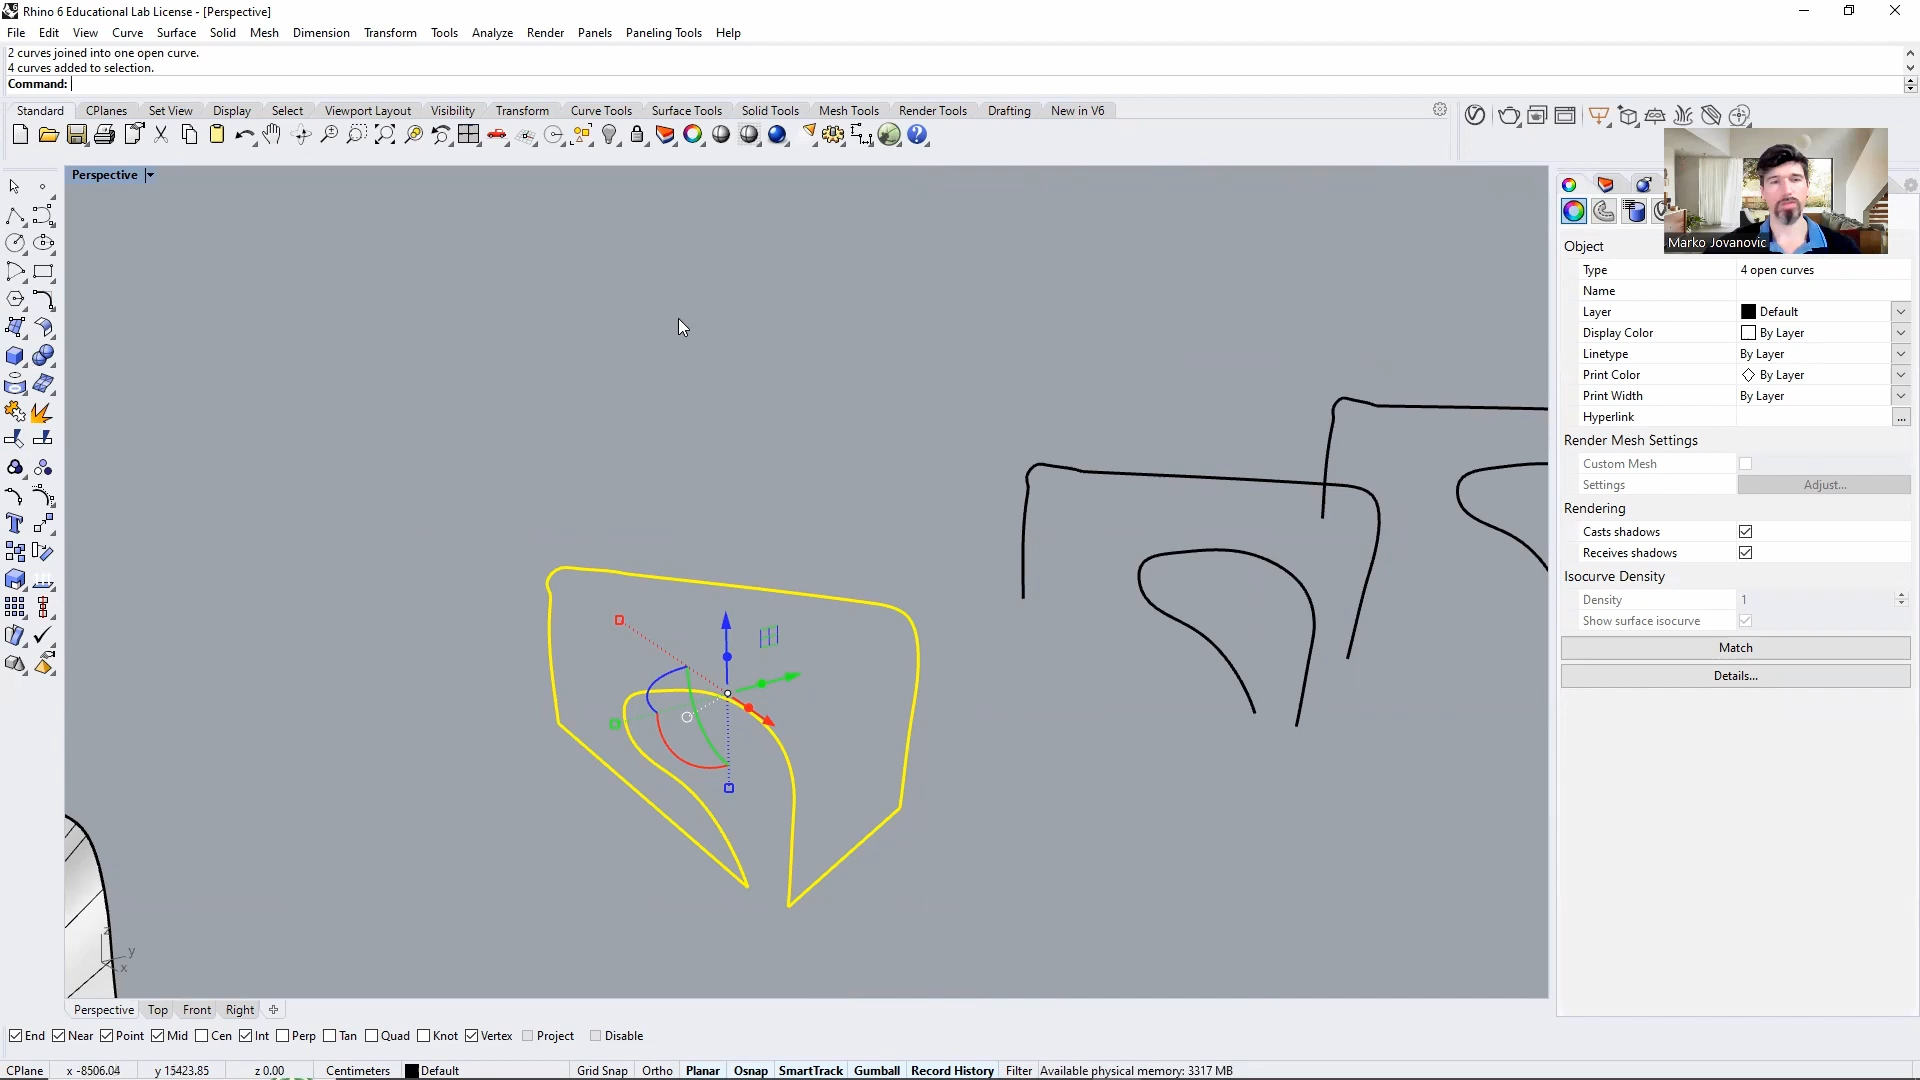 Rhino 6 Educational Lab License - [Perspective]
File Edit View Curve Surface Solid Mesh Dimension Transform Tools Analyze Render Panels Paneling Tools Help
2 curves joined into one open curve.
4 curves added to selection.
Command:
Standard CPlanes Set View Display Select Viewport Layout Visibility Transform Curve Tools Surface Tools Solid Tools Mesh Tools Render Tools Drafting New in V6
Perspective
Marko Jovanovic
Object
Type 4 open curves
Name
Layer Default
Display Color By Layer
Linetype By Layer
Print Color By Layer
Print Width By Layer
Hyperlink ...
Render Mesh Settings
Custom Mesh
Settings Adjust...
Rendering
Casts shadows
Receives shadows
Isocurve Density
Density 1
Show surface isocurve
Match
Details...
z
y
x
Perspective Top Front Right
End Near Point Mid Cen Int Perp Tan Quad Knot Vertex Project Disable
CPlane x -8506.04 y 15423.85 z 0.00 Centimeters Default Grid Snap Ortho Planar Osnap SmartTrack Gumball Record History Filter Available physical memory: 3317 MB